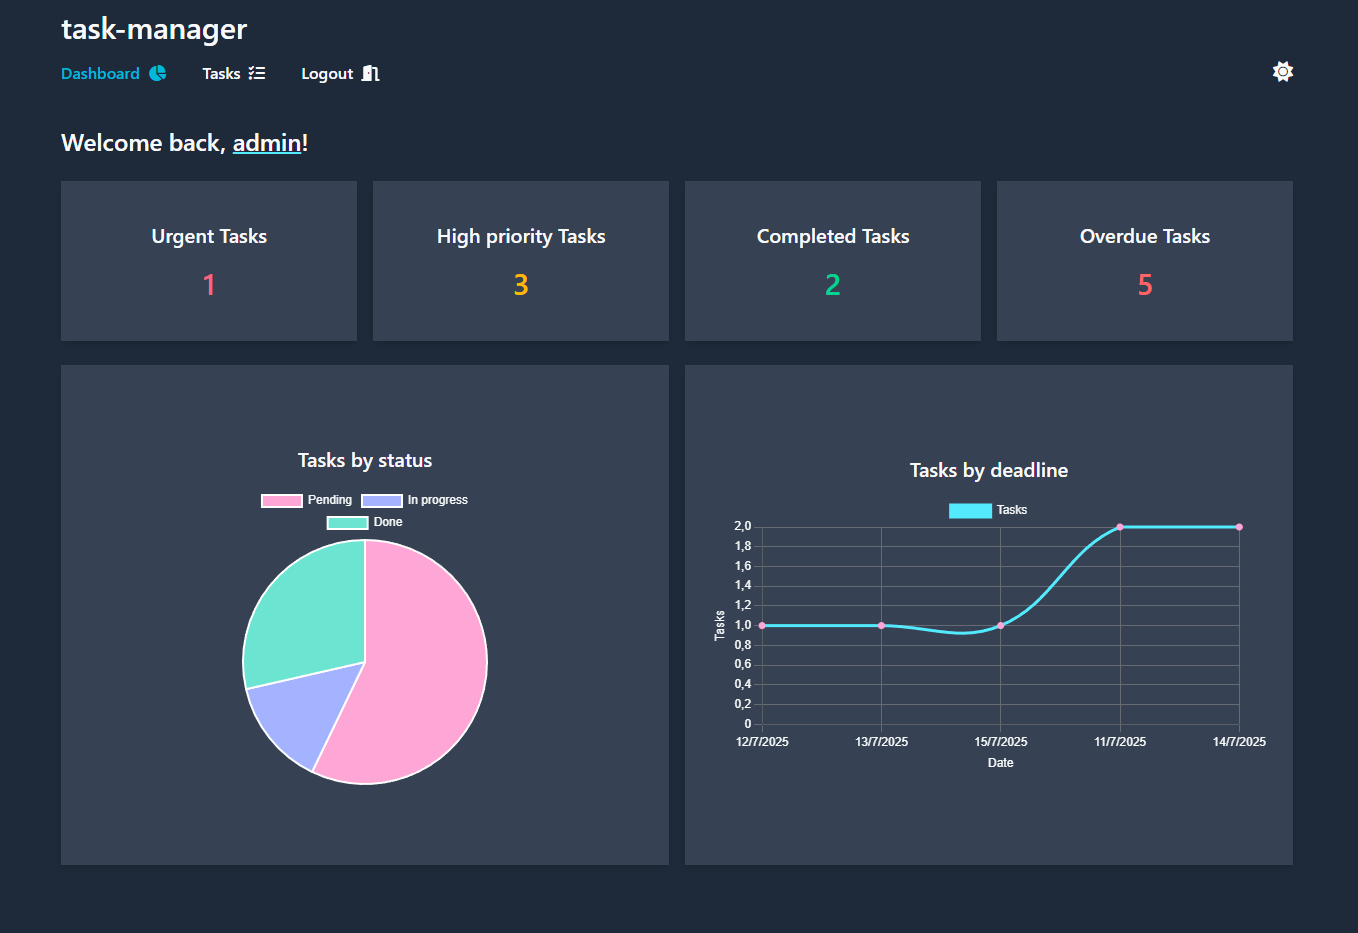 task-manager
Dashboard Tasks Logout
Welcome back, admin!
Urgent Tasks
1
High priority Tasks
3
Completed Tasks
2
Overdue Tasks
5
Tasks by status
Pending In progress
Done
Tasks by deadline
Tasks
2,0
1,8
1,6
1,4
1,2
1,0
0,8
0,6
0,4
0,2
0
Tasks
12/7/2025 13/7/2025 15/7/2025 11/7/2025 14/7/2025
Date